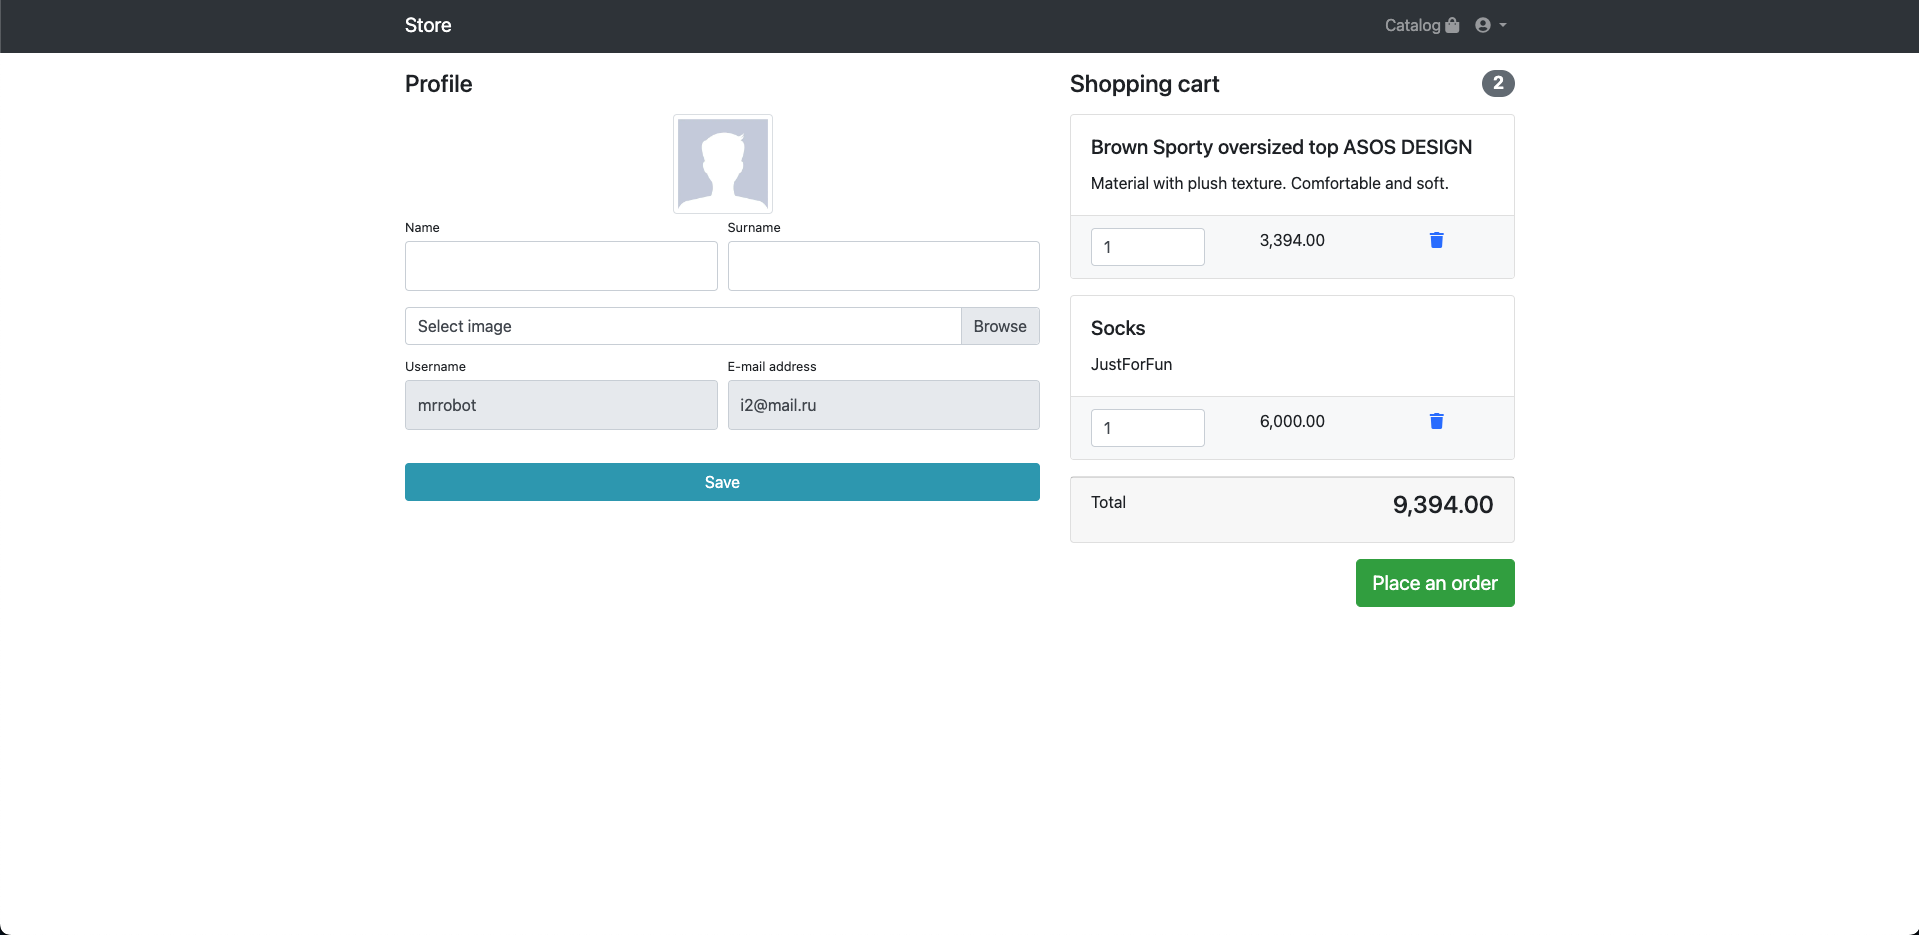 Store
Catalog
Profile
Name
Surname
Select image
Browse
Username
E-mail address
mrrobot
i2@mail.ru
Save
Shopping cart
2
Brown Sporty oversized top ASOS DESIGN
Material with plush texture. Comfortable and soft.
1
3,394.00
Socks
JustForFun
1
6,000.00
Total
9,394.00
Place an order